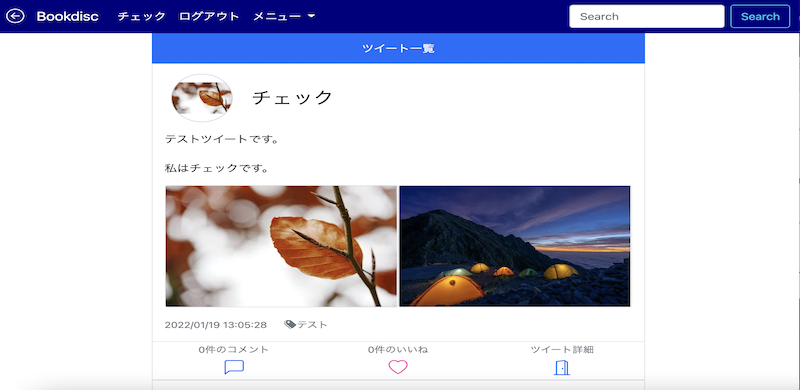 Bookdisc チェック ログアウト メニュー Search Search
ツイート一覧
チェック
テストツイートです。
私はチェックです。
2022/01/19 13:05:28 テスト
0件のコメント 0件のいいね ツイート詳細